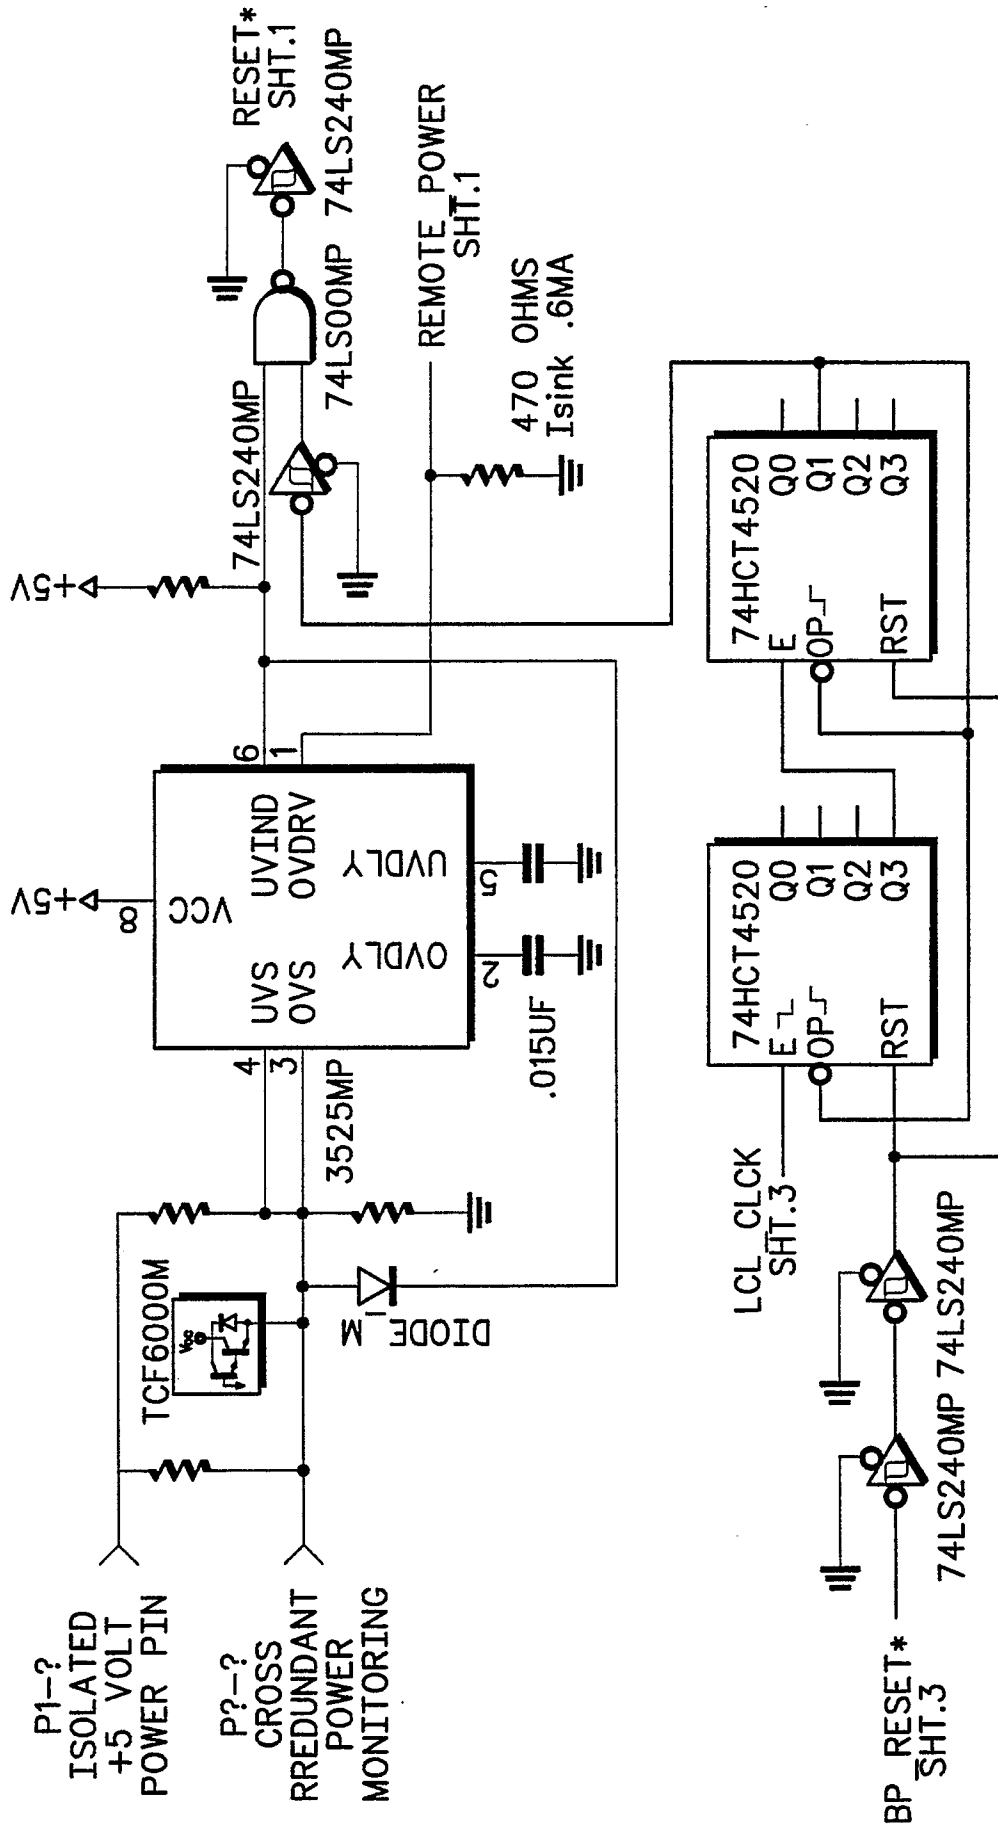 P1-?
ISOLATED
+5 VOLT
POWER PIN
P?-?
CROSS
RREDUNDANT
POWER
MONITORING
TCF6000M
Vcc
DIODE_M
4
3
3525MP
UVS
OVS
VCC
8
+5V
UVIND
OVDRV
6
1
OVDLY
UVDLY
2
5
.015UF
+5V
74LS240MP
74LS00MP
74LS240MP
RESET*
SHT.1
REMOTE_POWER
SHT.1
470 OHMS
Isink .6MA
BP_RESET*
SHT.3
74LS240MP
74LS240MP
LCL_CLCK
SHT.3
74HCT4520
E
OP
RST
Q0
Q1
Q2
Q3
74HCT4520
E
OP
RST
Q0
Q1
Q2
Q3